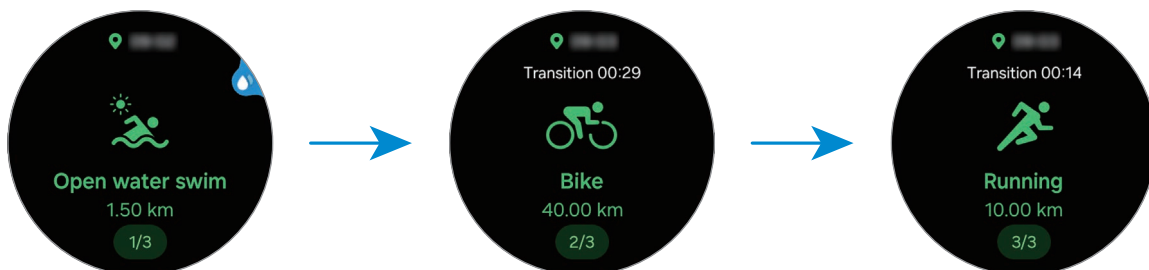 Open water swim
1.50 km
1/3
Transition 00:29
Bike
40.00 km
2/3
Transition 00:14
Running
10.00 km
3/3